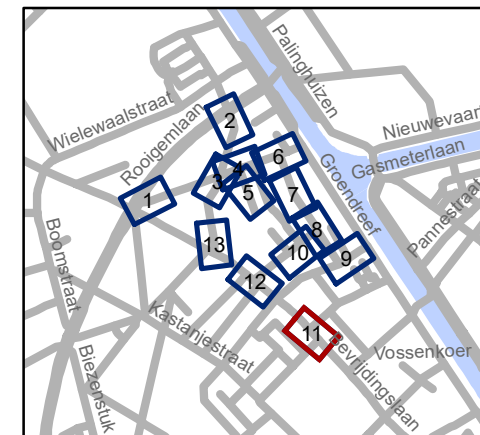 Palinghuizen
Wielewaalstraat
Rooigemlaan
Nieuwevaart
Gasmeterlaan
Groendreef
Pannestraat
Boomstraat
Kastanjestraat
Biezenstuk
Bevrijdingslaan
Vossenkoer
1
2
3
4
5
6
7
8
9
10
11
12
13